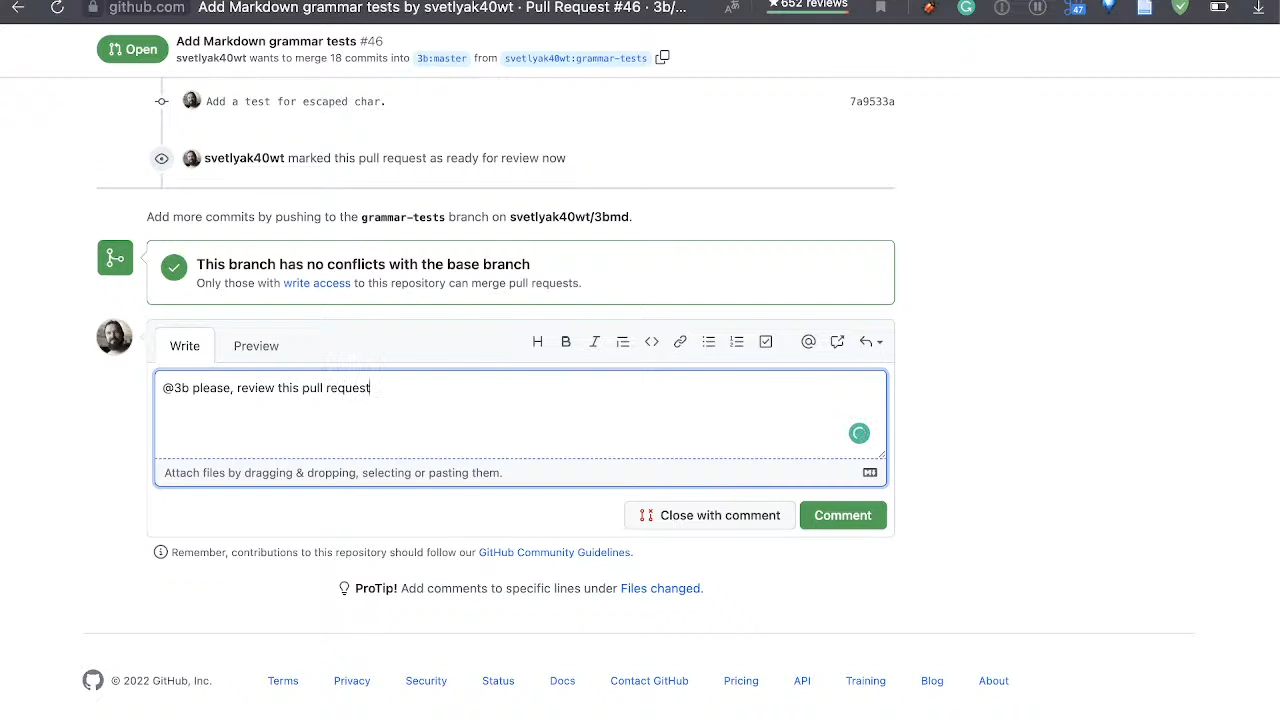 github.com Add Markdown grammar tests by svetlyak40wt · Pull Request #46 · 3b/... ★652 reviews 47
Open
Add Markdown grammar tests #46
svetlyak40wt wants to merge 18 commits into 3b:master from svetlyak40wt:grammar-tests
Add a test for escaped char. 7a9533a
svetlyak40wt marked this pull request as ready for review now
Add more commits by pushing to the grammar-tests branch on svetlyak40wt/3bmd.
This branch has no conflicts with the base branch
Only those with write access to this repository can merge pull requests.
Write Preview
@3b please, review this pull request
Attach files by dragging & dropping, selecting or pasting them.
Close with comment Comment
Remember, contributions to this repository should follow our GitHub Community Guidelines.
ProTip! Add comments to specific lines under Files changed.
© 2022 GitHub, Inc. Terms Privacy Security Status Docs Contact GitHub Pricing API Training Blog About